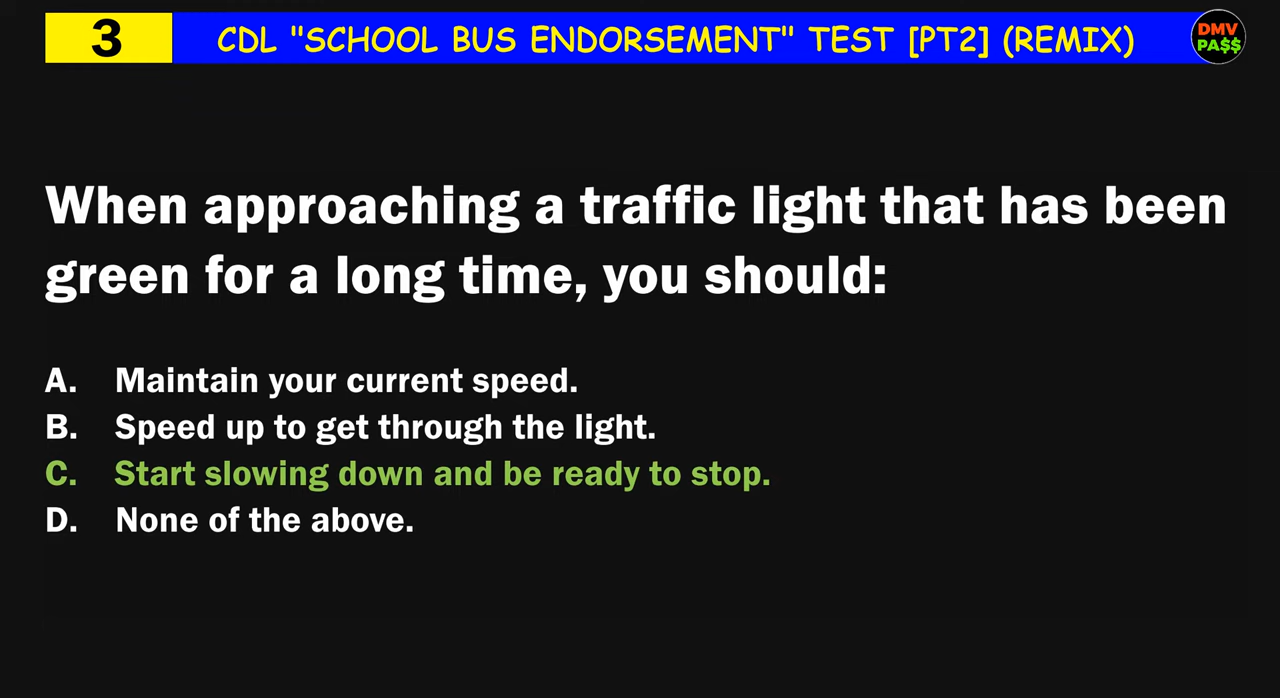 3
CDL "SCHOOL BUS ENDORSEMENT" TEST [PT2] (REMIX)
DMV
PA$$
When approaching a traffic light that has been
green for a long time, you should:
A. Maintain your current speed.
B. Speed up to get through the light.
C. Start slowing down and be ready to stop.
D. None of the above.